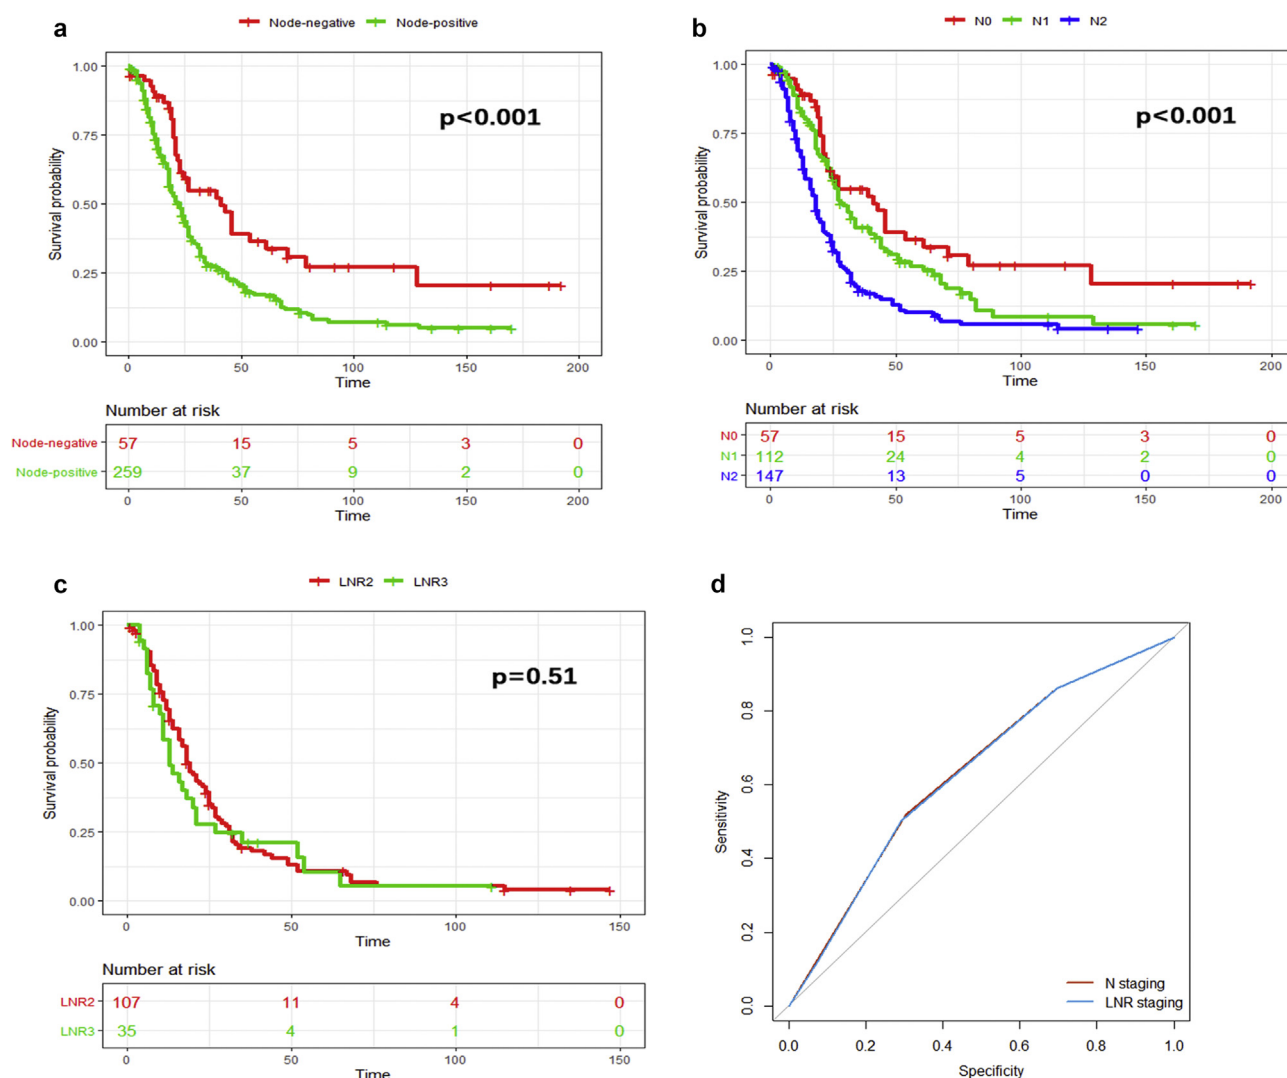 a
Node-negative Node-positive
1.00
0.75
0.50
0.25
0.00
Survival probability
p<0.001
0 50 100 150 200
Time
Number at risk
Node-negative 57 15 5 3 0
Node-positive 259 37 9 2 0
0 50 100 150 200
Time
b
N0 N1 N2
1.00
0.75
0.50
0.25
0.00
Survival probability
p<0.001
0 50 100 150 200
Time
Number at risk
N0 57 15 5 3 0
N1 112 24 4 2 0
N2 147 13 5 0 0
0 50 100 150 200
Time
c
LNR2 LNR3
1.00
0.75
0.50
0.25
0.00
Survival probability
p=0.51
0 50 100 150
Time
Number at risk
LNR2 107 11 4 0
LNR3 35 4 1 0
0 50 100 150
Time
d
1.0
0.8
0.6
0.4
0.2
0.0
Sensitivity
N staging
LNR staging
0.0 0.2 0.4 0.6 0.8 1.0
Specificity